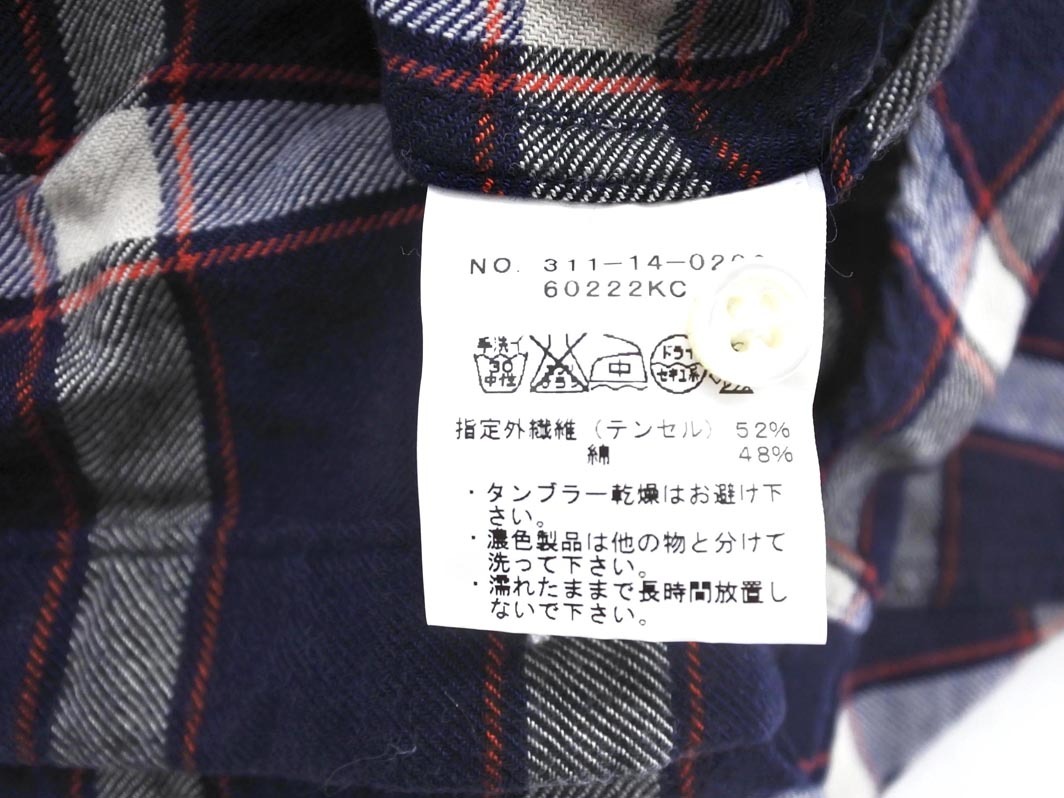 NO. 311-14-
60222KC
手洗イ
30
中性
中
ドライ
セキユ系
指定外繊維(テンセル) 52%
綿 48%
・タンブラー乾燥はお避け下
さい。
・濃色製品は他の物と分けて
洗って下さい。
・濡れたままで長時間放置し
ないで下さい。